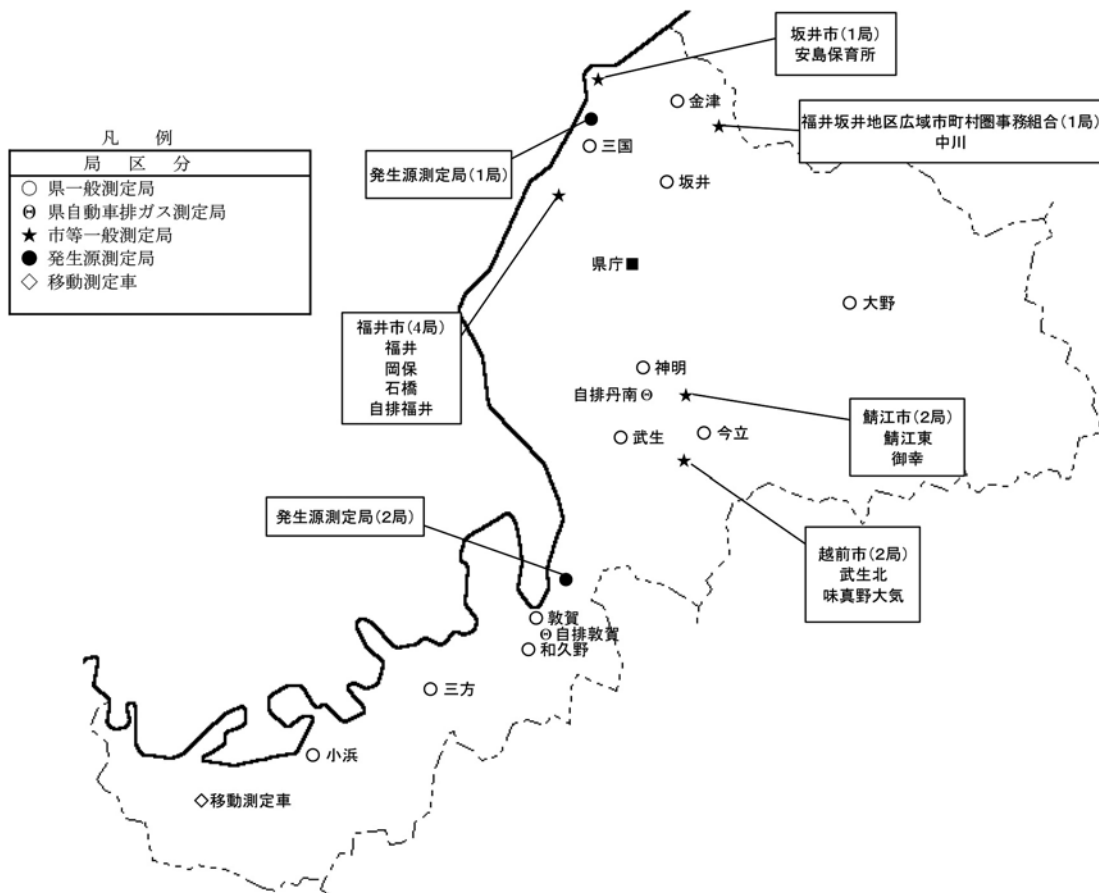 坂井市(1局)
安島保育所
金津
福井坂井地区広域市町村圏事務組合(1局)
中川
凡 例
局 区 分
○ 県一般測定局
Θ 県自動車排ガス測定局
★ 市等一般測定局
● 発生源測定局
◇ 移動測定車
発生源測定局(1局)
三国
坂井
県庁
大野
福井市(4局)
福井
岡保
石橋
自排福井
神明
自排丹南
鯖江市(2局)
鯖江東
御幸
武生
今立
発生源測定局(2局)
越前市(2局)
武生北
味真野大気
敦賀
自排敦賀
和久野
三方
小浜
移動測定車